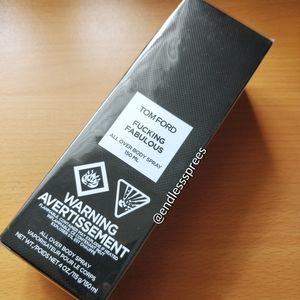 TOM FORD
FUCKING
FABULOUS
ALL OVER BODY SPRAY
150 ML
@endlesssprees
WARNING
AVERTISSEMENT
ALL OVER BODY SPRAY
VAPORISATEUR POUR LE CORPS
NET WT./POIDS NET 4 OZ/119 g/150 ml